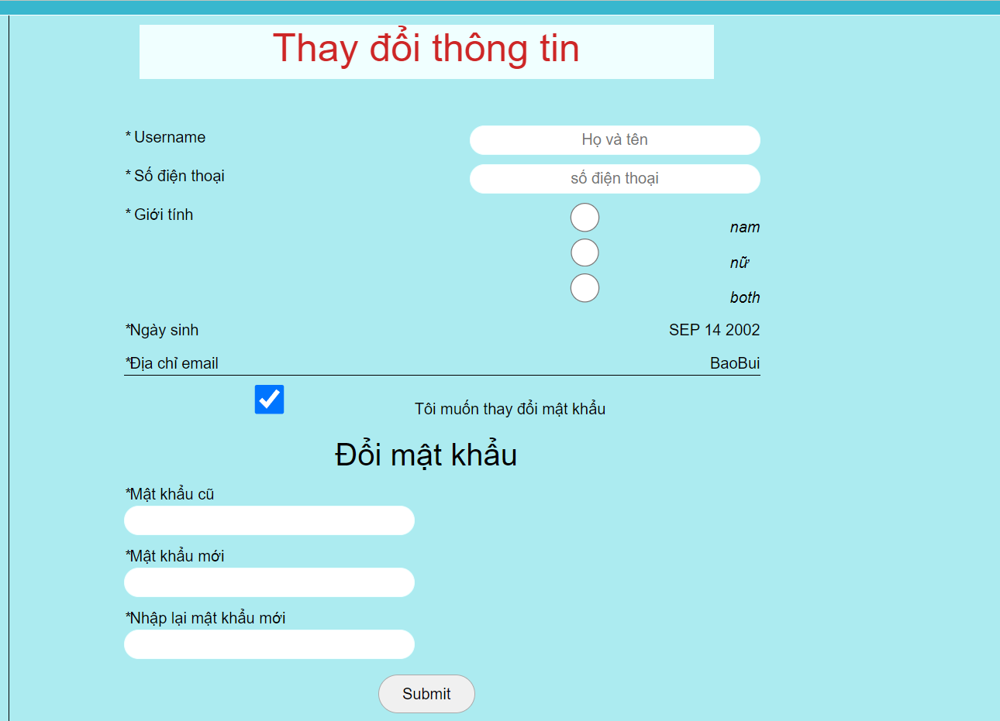 Thay đổi thông tin
* Username
Họ và tên
* Số điện thoại
số điện thoại
* Giới tính
nam
nữ
both
*Ngày sinh
SEP 14 2002
*Địa chỉ email
BaoBui
Tôi muốn thay đổi mật khẩu
Đổi mật khẩu
*Mật khẩu cũ
*Mật khẩu mới
*Nhập lại mật khẩu mới
Submit